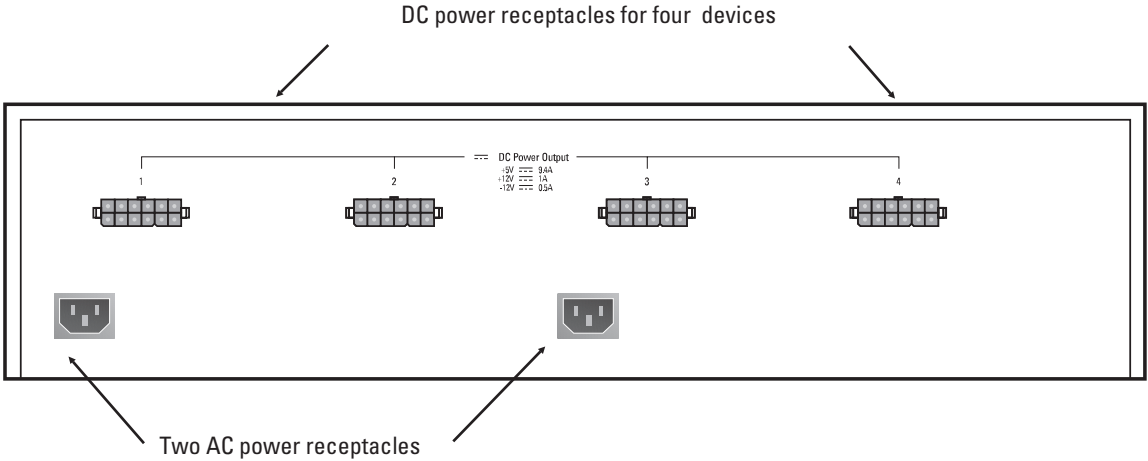 DC power receptacles for four devices
DC Power Output
+5V 9.4A
+12V 1A
-12V 0.5A
1 2 3 4
Two AC power receptacles